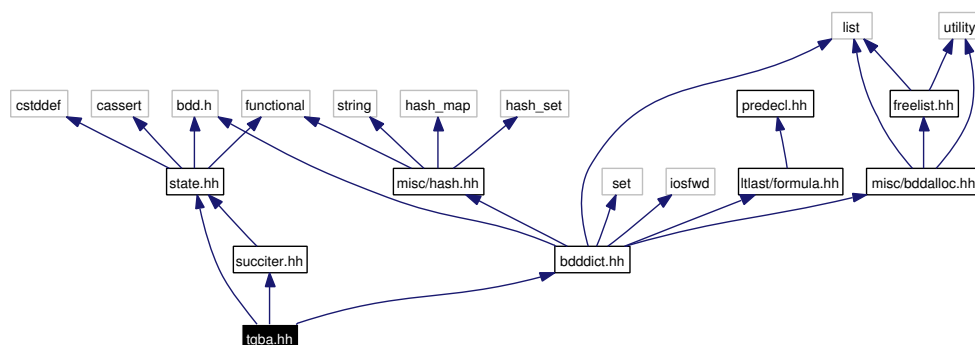 list
utility
cstddef
cassert
bdd.h
functional
string
hash_map
hash_set
predecl.hh
freelist.hh
state.hh
misc/hash.hh
set
iosfwd
ltlast/formula.hh
misc/bddalloc.hh
succiter.hh
bdddict.hh
tgba.hh